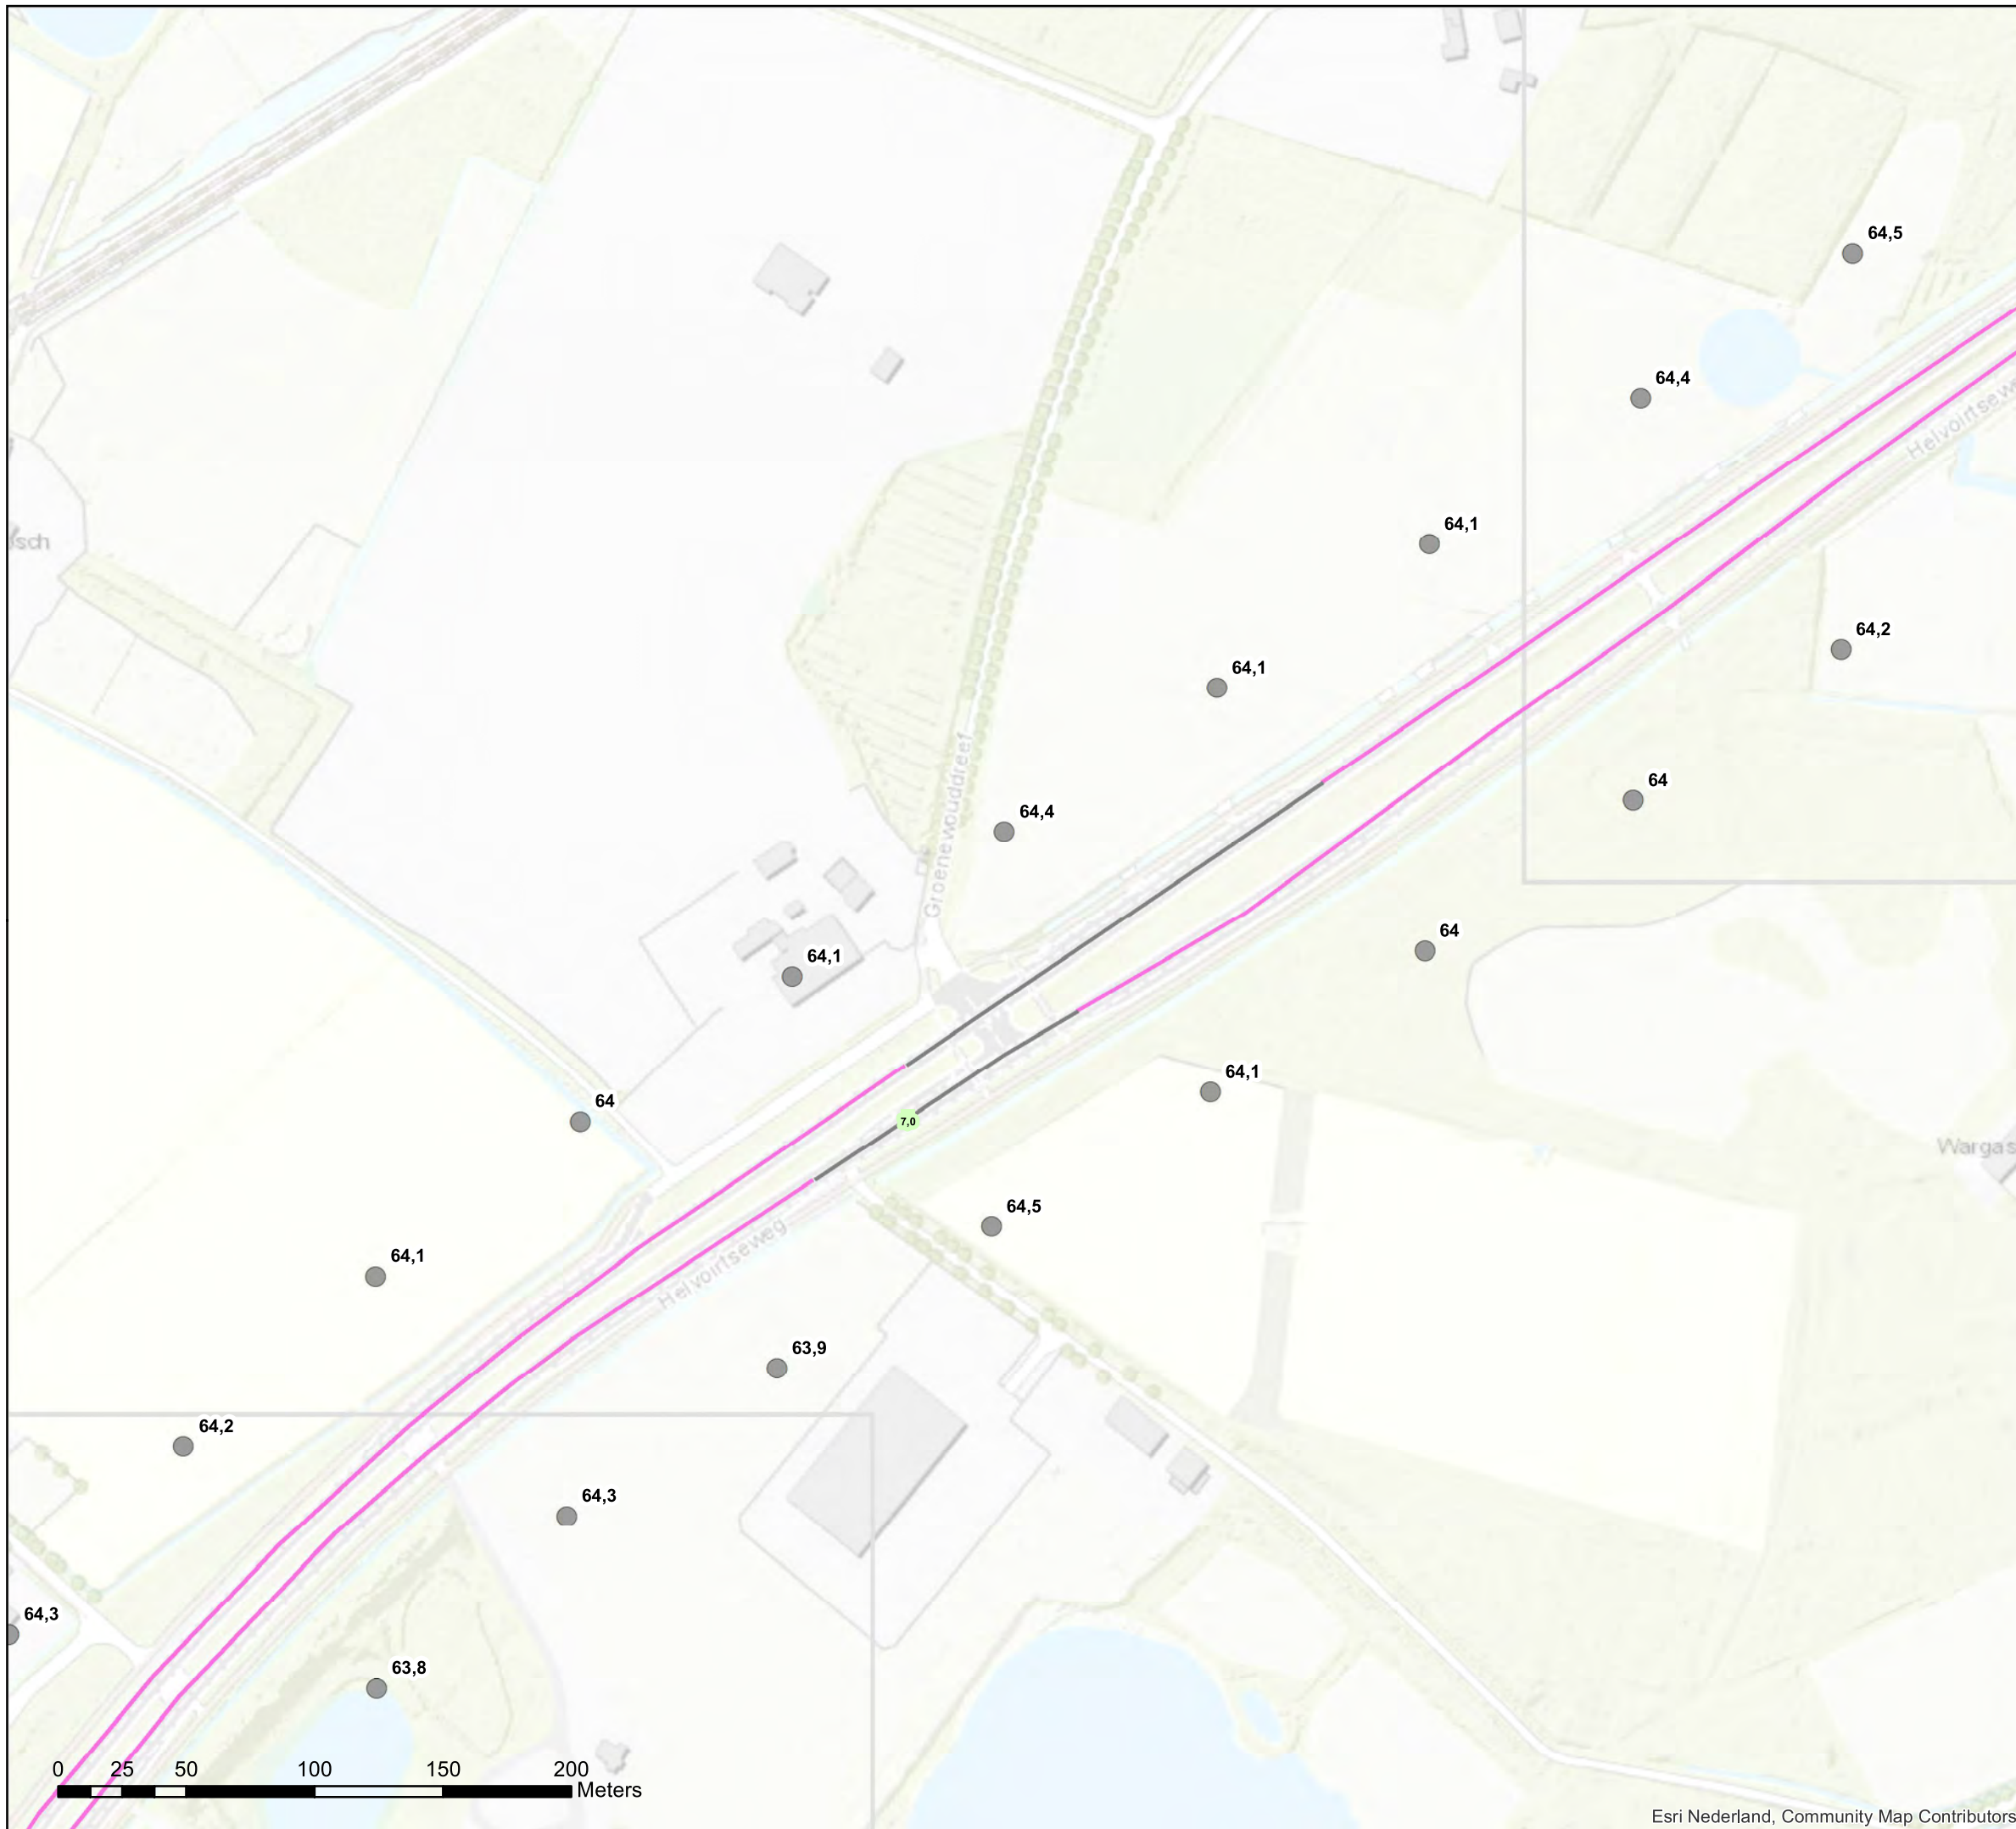 64,5
64,4
Helvoirtsew
64,1
sch
64,2
64,1
Groenewouddreef
64
64,4
64
64,1
64,1
64
7,0
Wargas
64,5
Helvoirtseweg
64,1
63,9
64,2
64,3
64,3
63,8
0 25 50 100 150 200
Meters
Esri Nederland, Community Map Contributors